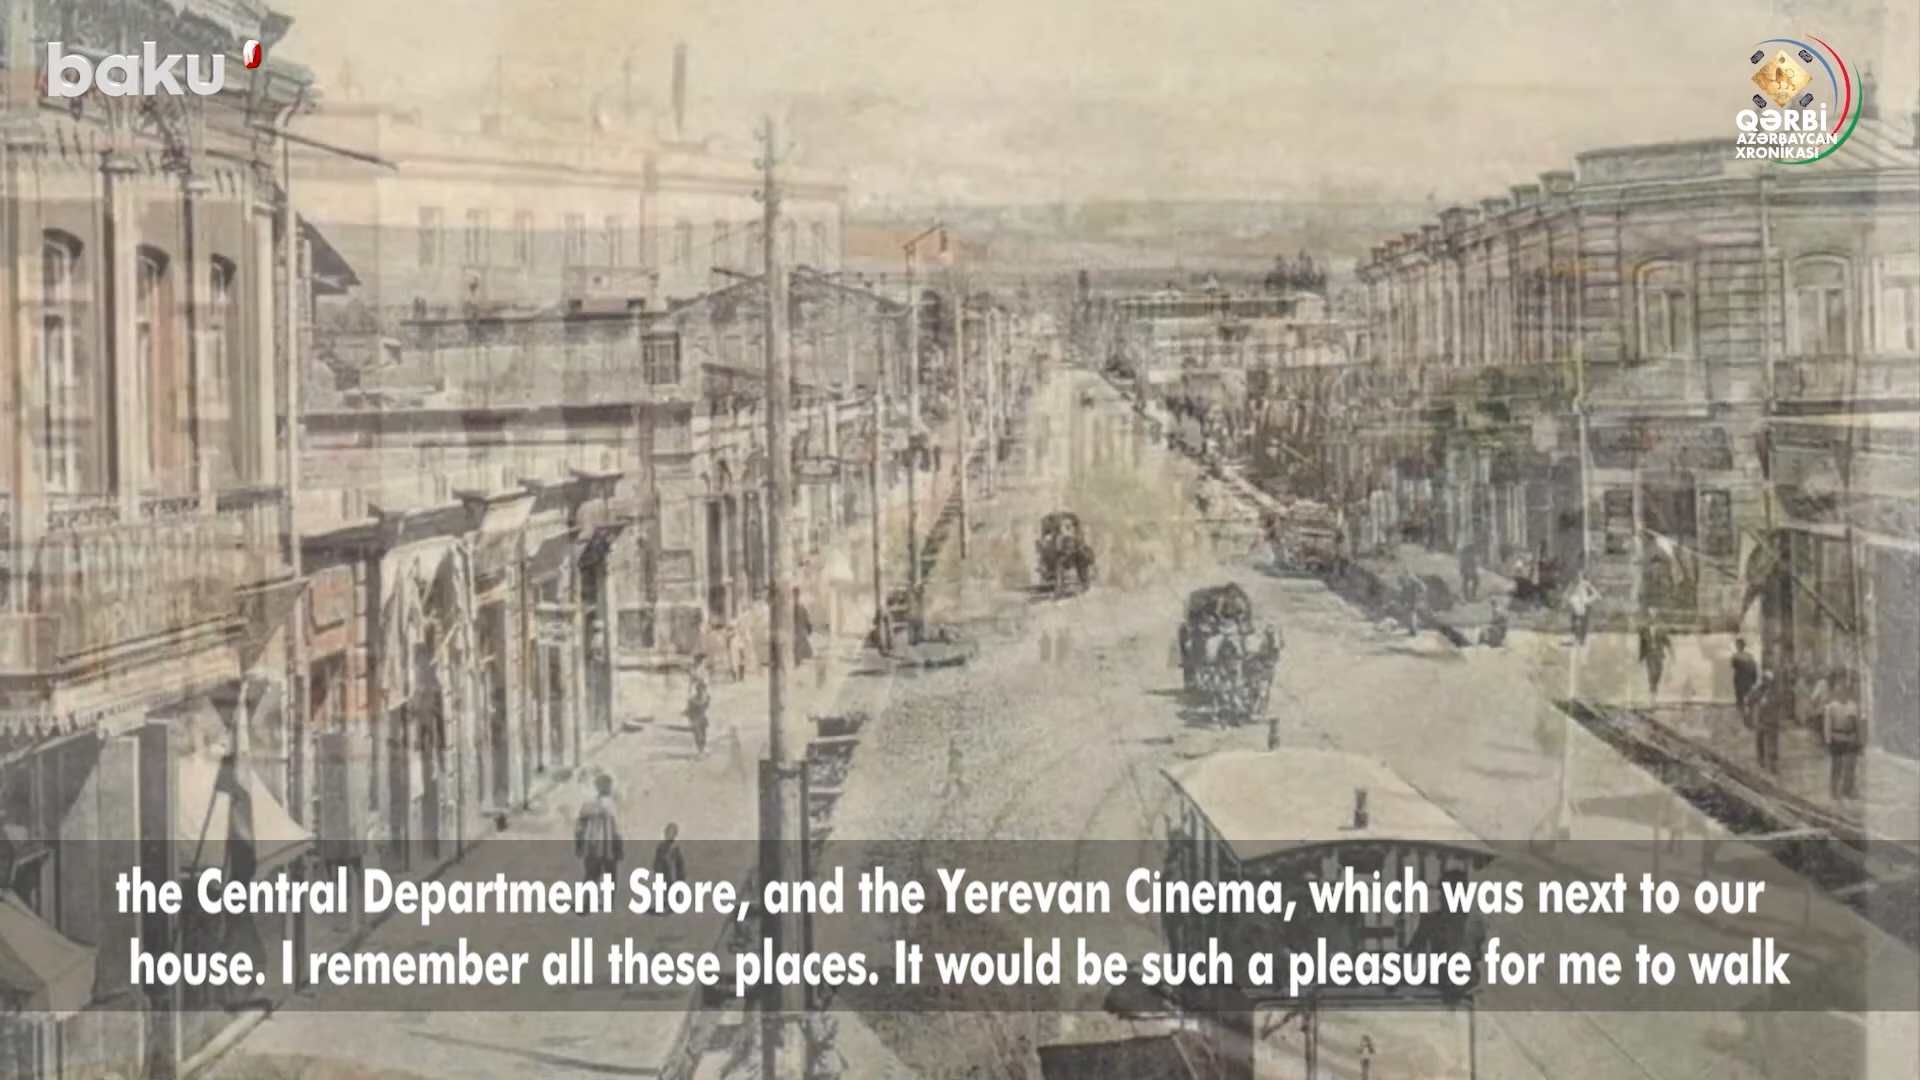 baku
QƏRBİ
AZƏRBAYCAN
XRONİKASI
the Central Department Store, and the Yerevan Cinema, which was next to our
house. I remember all these places. It would be such a pleasure for me to walk